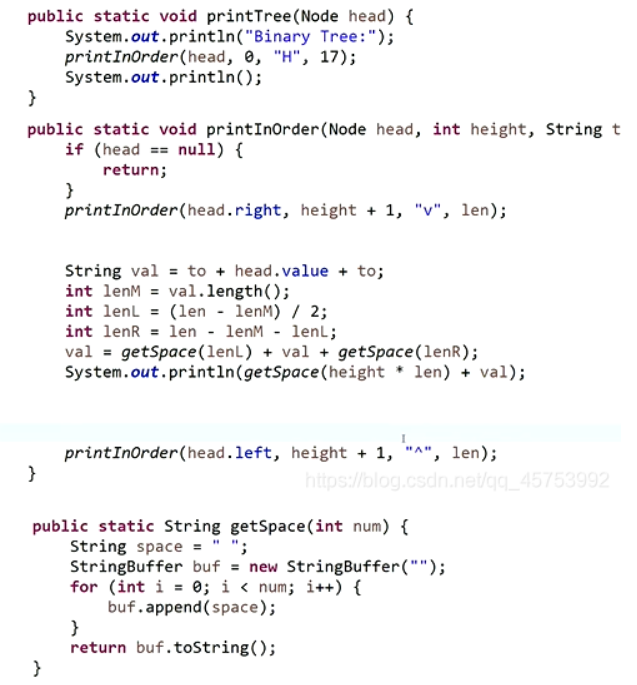 public static void printTree(Node head) {
    System.out.println("Binary Tree:");
    printInOrder(head, 0, "H", 17);
    System.out.println();
}
public static void printInOrder(Node head, int height, String t
    if (head == null) {
        return;
    }
    printInOrder(head.right, height + 1, "v", len);
    String val = to + head.value + to;
    int lenM = val.length();
    int lenL = (len - lenM) / 2;
    int lenR = len - lenM - lenL;
    val = getSpace(lenL) + val + getSpace(lenR);
    System.out.println(getSpace(height * len) + val);
    printInOrder(head.left, height + 1, "^", len);
}
https://blog.csdn.net/qq_45753992
public static String getSpace(int num) {
    String space = " ";
    StringBuffer buf = new StringBuffer("");
    for (int i = 0; i < num; i++) {
        buf.append(space);
    }
    return buf.toString();
}